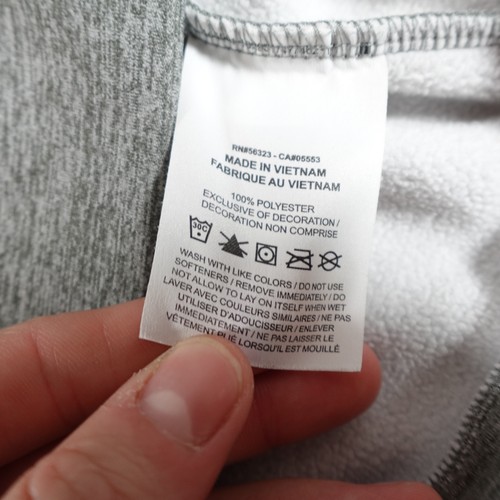 RN#56323 - CA#05553
MADE IN VIETNAM
FABRIQUE AU VIETNAM
100% POLYESTER
EXCLUSIVE OF DECORATION /
DECORATION NON COMPRISE
30C
WASH WITH LIKE COLORS / DO NOT USE
SOFTENERS / REMOVE IMMEDIATELY / DO
NOT ALLOW TO LAY ON ITSELF WHEN WET
LAVER AVEC COULEURS SIMILAIRES / NE PAS
UTILISER D'ADOUCISSEUR / ENLEVER
IMMEDIATEMENT / NE PAS LAISSER LE
VÊTEMENT PLIÉ LORSQU'IL EST MOUILLÉ